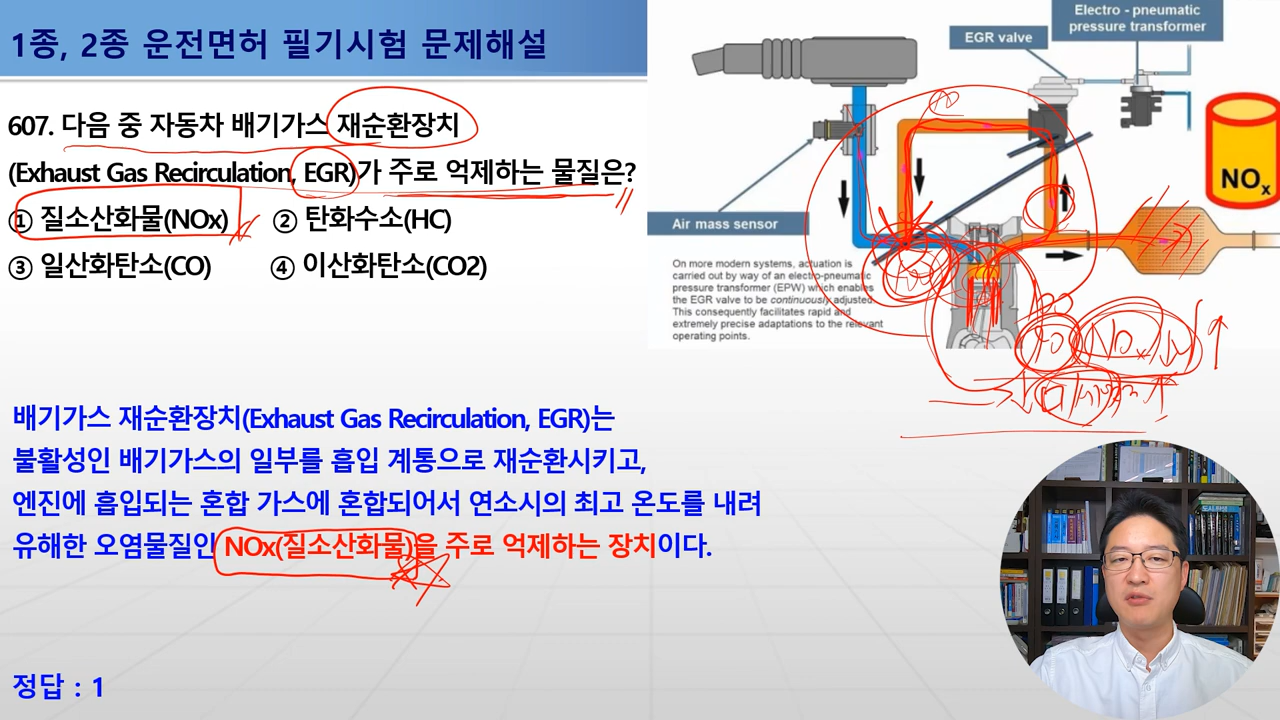 1종, 2종 운전면허 필기시험 문제해설
607. 다음 중 자동차 배기가스 재순환장치
(Exhaust Gas Recirculation, EGR)가 주로 억제하는 물질은?
① 질소산화물(NOx) ② 탄화수소(HC)
③ 일산화탄소(CO) ④ 이산화탄소(CO2)
Electro - pneumatic
pressure transformer
EGR valve
NOx
Air mass sensor
On more modern systems, actuation is
carried out by way of an electro-pneumatic
pressure transformer (EPW) which enables
the EGR valve to be continuously adjusted.
This consequently facilitates rapid and
extremely precise adaptations to the relevant
operating points.
배기가스 재순환장치(Exhaust Gas Recirculation, EGR)는
불활성인 배기가스의 일부를 흡입 계통으로 재순환시키고,
엔진에 흡입되는 혼합 가스에 혼합되어서 연소시의 최고 온도를 내려
유해한 오염물질인 NOx(질소산화물)을 주로 억제하는 장치이다.
정답 : 1